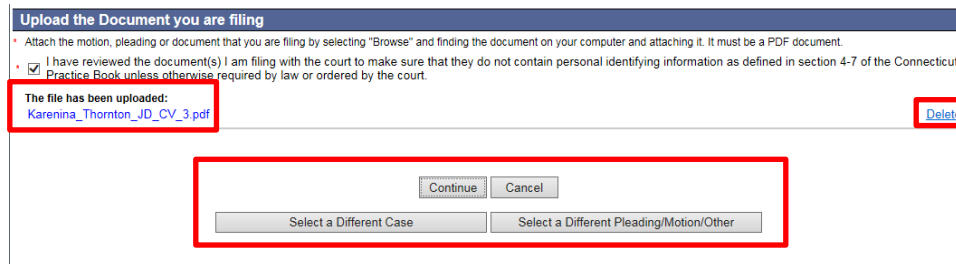 Upload the Document you are filing
* Attach the motion, pleading or document that you are filing by selecting "Browse" and finding the document on your computer and attaching it. It must be a PDF document.
* I have reviewed the document(s) I am filing with the court to make sure that they do not contain personal identifying information as defined in section 4-7 of the Connecticut
Practice Book unless otherwise required by law or ordered by the court.
The file has been uploaded:
Karenina_Thornton_JD_CV_3.pdf Delete
Continue Cancel
Select a Different Case Select a Different Pleading/Motion/Other